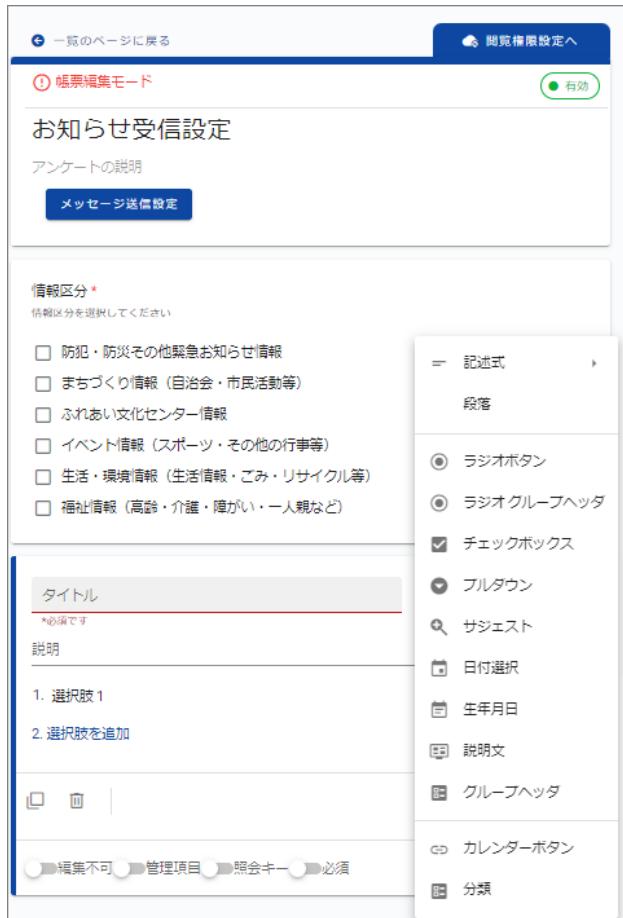 一覧のページに戻る
閲覧権限設定へ
帳票編集モード
有効
お知らせ受信設定
アンケートの説明
メッセージ送信設定
情報区分 *
情報区分を選択してください
防犯・防災その他緊急お知らせ情報
まちづくり情報（自治会・市民活動等）
ふれあい文化センター情報
イベント情報（スポーツ・その他の行事等）
生活・環境情報（生活情報・ごみ・リサイクル等）
福祉情報（高齢・介護・障がい・一人親など）
タイトル
*必須です
説明
1. 選択肢 1
2. 選択肢を追加
編集不可
管理項目
照会キー
必須
記述式
段落
ラジオボタン
ラジオグループヘッダ
チェックボックス
プルダウン
サジェスト
日付選択
生年月日
説明文
グループヘッダ
カレンダーボタン
分類